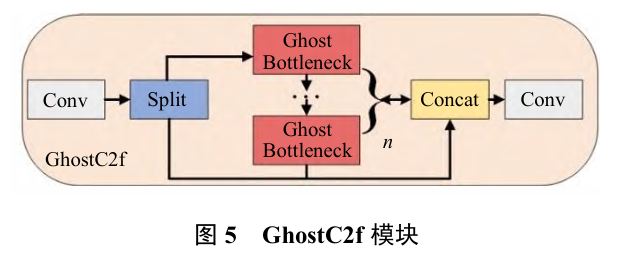 Ghost
Bottleneck
Conv
Split
...
Concat
Conv
Ghost
Bottleneck
n
GhostC2f
图 5 GhostC2f 模块